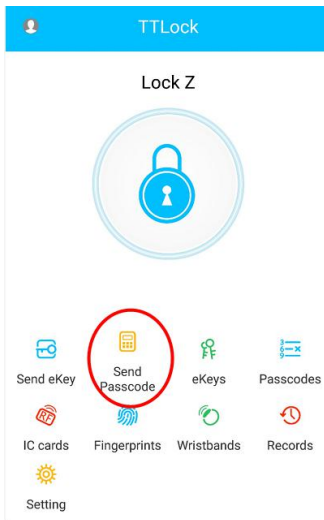 TTLock
Lock Z
Send eKey
Send
Passcode
eKeys
Passcodes
IC cards
Fingerprints
Wristbands
Records
Setting